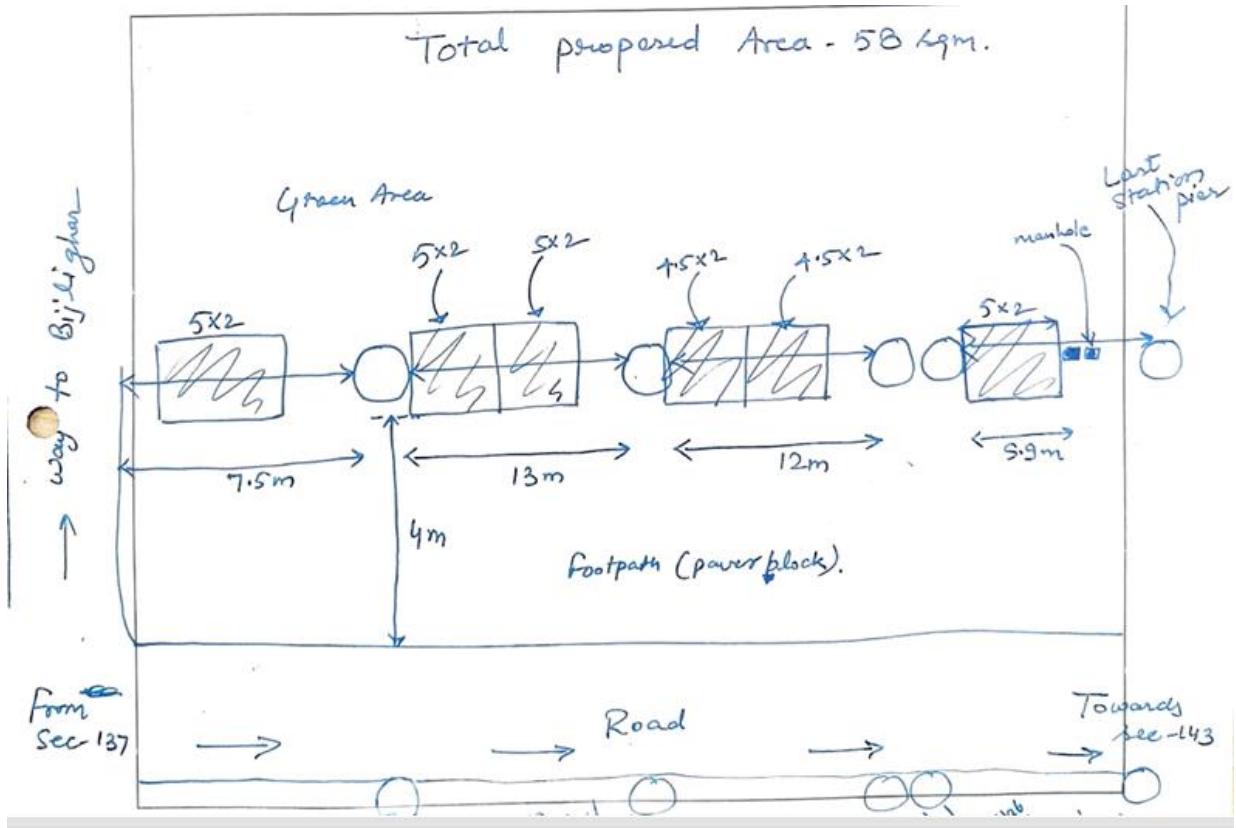 Total proposed Area - 58 sqm.
Green Area
Last
Station
pier
manhole
5x2
5x2
5x2
4.5x2
4.5x2
5x2
way to Bijlighar
7.5m
13m
12m
5.9m
4m
Footpath (paver block).
From
Sec-137
Road
Towards
sec-143